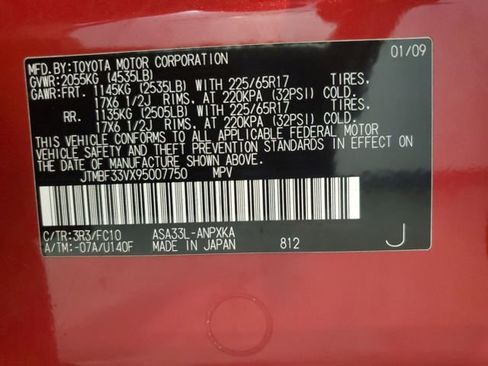 MFD.BY:TOYOTA MOTOR CORPORATION 01/09
GVWR:2055KG (4535LB)
GAWR:FRT. 1145KG (2535LB) WITH 225/65R17 TIRES,
17X6 1/2J RIMS, AT 220KPA (32PSI) COLD.
RR. 1135KG (2505LB) WITH 225/65R17 TIRES,
17X6 1/2J RIMS, AT 220KPA (32PSI) COLD.
THIS VEHICLE CONFORMS TO ALL APPLICABLE FEDERAL MOTOR
VEHICLE SAFETY AND THEFT PREVENTION STANDARDS IN EFFECT ON
THE DATE OF MANUFACTURE SHOWN ABOVE.
JTMBF33VX95007750 MPV
C/TR:3R3/FC10 ASA33L-ANPXKA
A/TM:-07A/U140F MADE IN JAPAN 812 J